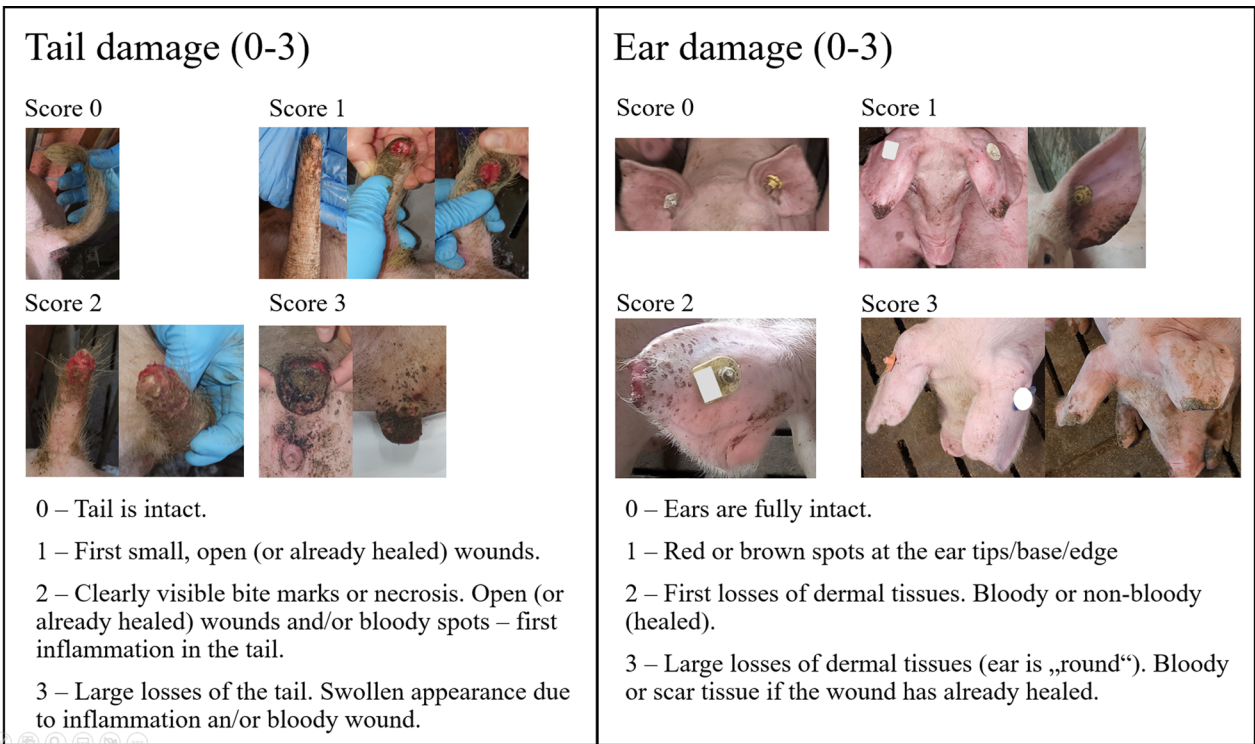 Tail damage (0-3)
Score 0
Score 1
Score 2
Score 3
0 – Tail is intact.
1 – First small, open (or already healed) wounds.
2 – Clearly visible bite marks or necrosis. Open (or
already healed) wounds and/or bloody spots – first
inflammation in the tail.
3 – Large losses of the tail. Swollen appearance due
to inflammation an/or bloody wound.
Ear damage (0-3)
Score 0
Score 1
Score 2
Score 3
0 – Ears are fully intact.
1 – Red or brown spots at the ear tips/base/edge
2 – First losses of dermal tissues. Bloody or non-bloody
(healed).
3 – Large losses of dermal tissues (ear is „round“). Bloody
or scar tissue if the wound has already healed.